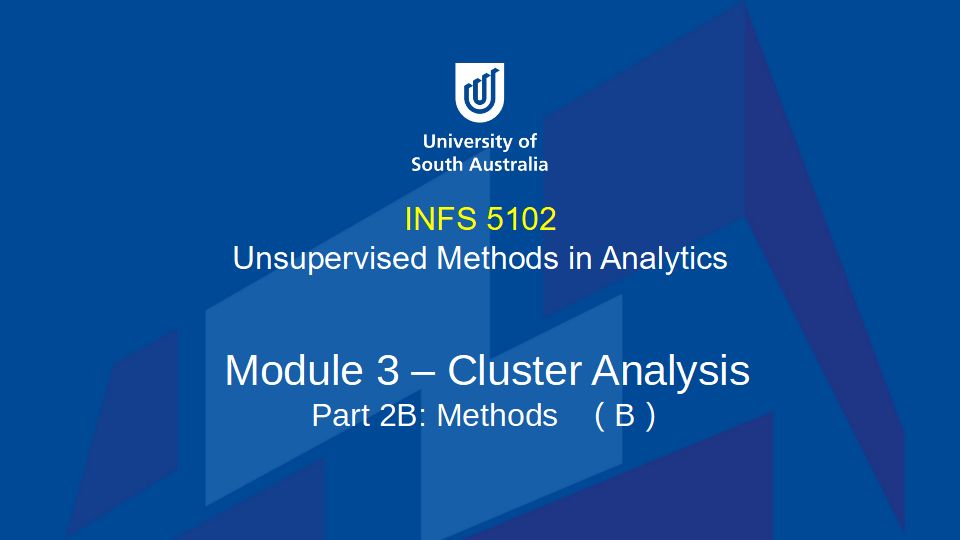 University of
South Australia
INFS 5102
Unsupervised Methods in Analytics
Module 3 – Cluster Analysis
Part 2B: Methods （B）